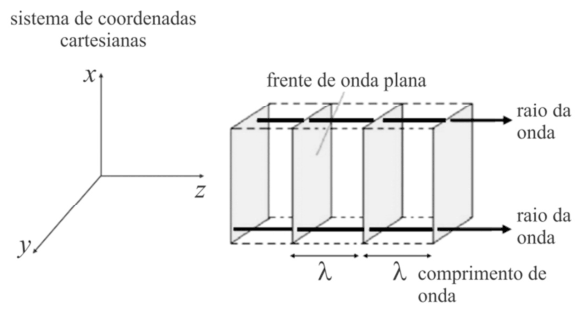 sistema de coordenadas
cartesianas
x
z
y
frente de onda plana
raio da
onda
raio da
onda
λ
λ
comprimento de
onda